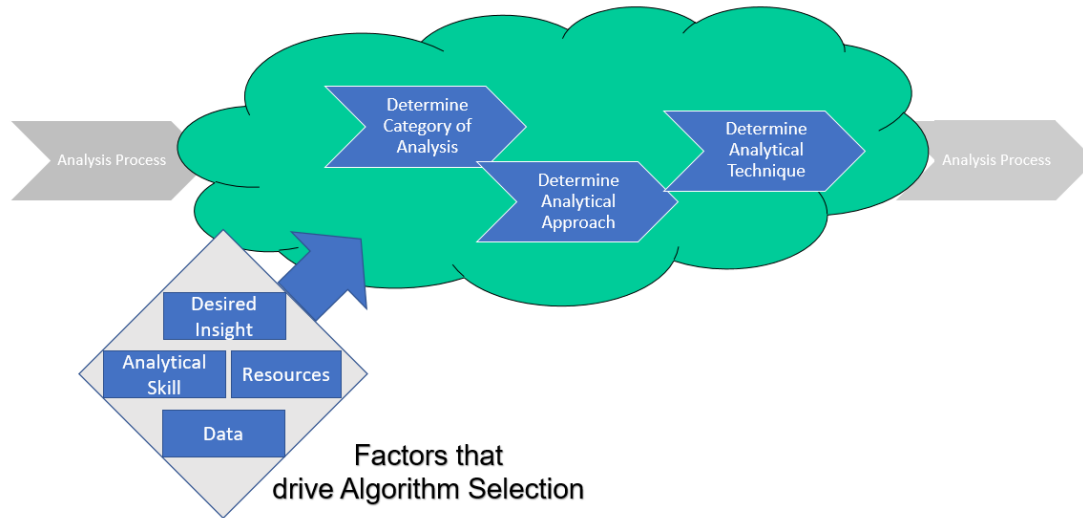 Determine
Category of
Analysis
Determine
Analytical
Technique
Analysis Process
Analysis Process
Determine
Analytical
Approach
Desired
Insight
Analytical
Skill
Resources
Data
Factors that
drive Algorithm Selection